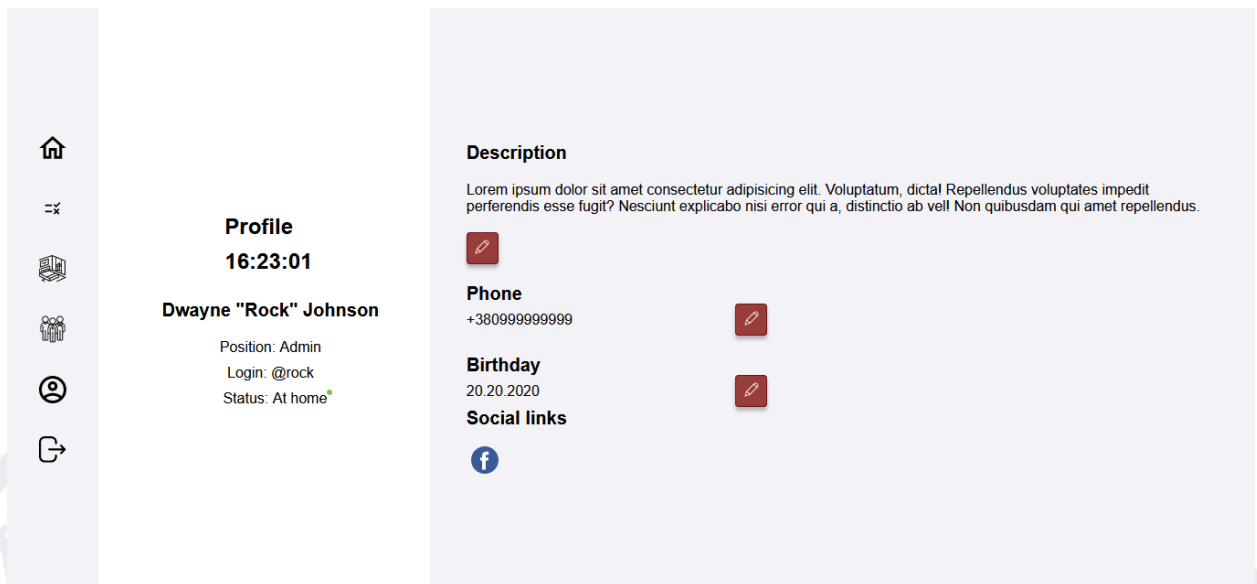 Profile
16:23:01
Dwayne "Rock" Johnson
Position: Admin
Login: @rock
Status: At home
Description
Lorem ipsum dolor sit amet consectetur adipisicing elit. Voluptatum, dicta! Repellendus voluptates impedit
perferendis esse fugit? Nesciunt explicabo nisi error qui a, distinctio ab vel! Non quibusdam qui amet repellendus.
Phone
+380999999999
Birthday
20.20.2020
Social links